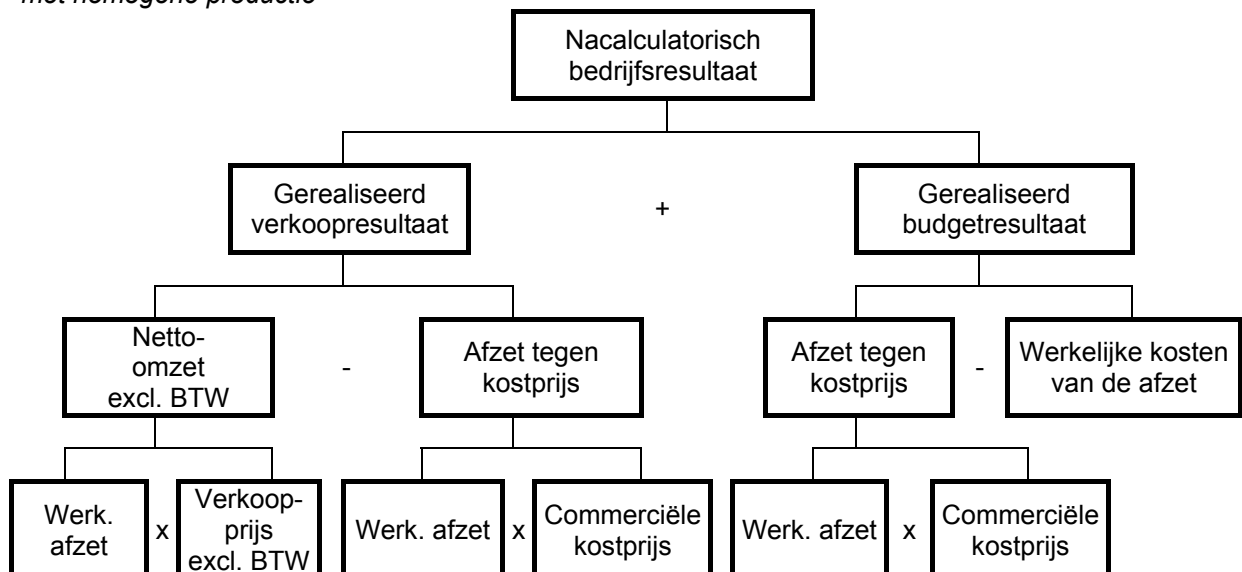 met homogene productie
Nacalculatorisch
bedrijfsresultaat
Gerealiseerd
verkoopresultaat
+
Gerealiseerd
budgetresultaat
Netto-
omzet
excl. BTW
-
Afzet tegen
kostprijs
Afzet tegen
kostprijs
-
Werkelijke kosten
van de afzet
Werk.
afzet
x
Verkoop-
prijs
excl. BTW
Werk. afzet
x
Commerciële
kostprijs
Werk. afzet
x
Commerciële
kostprijs